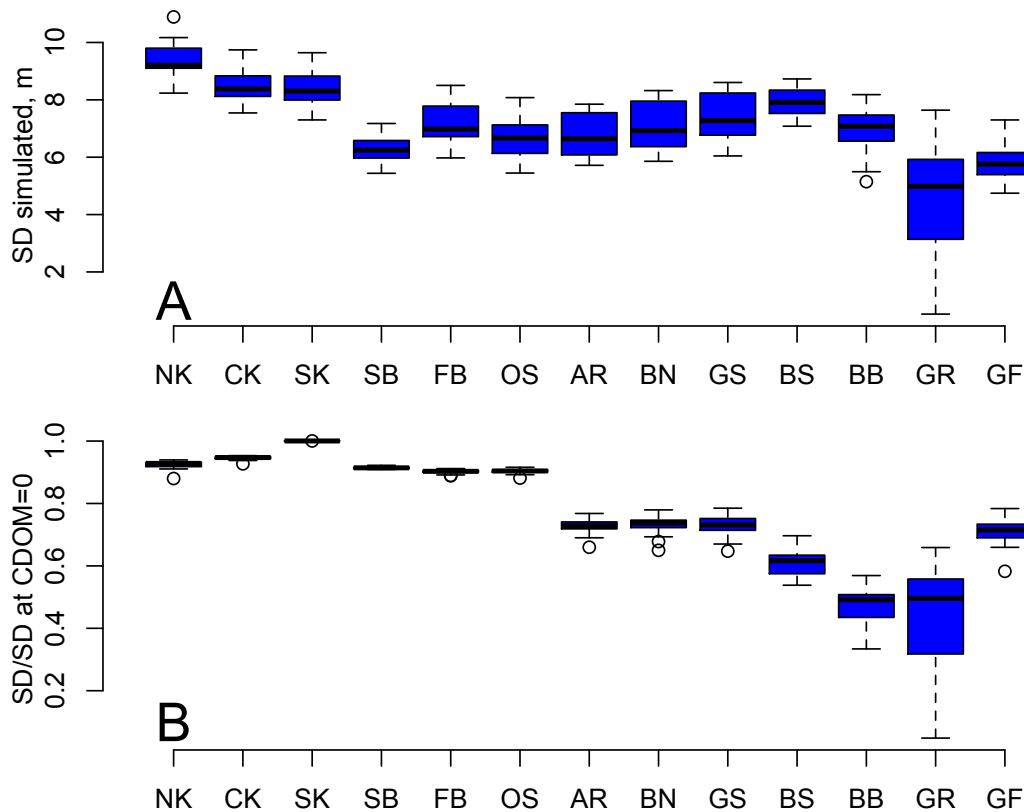 SD simulated, m
10
8
6
4
2
A
NK CK SK SB FB OS AR BN GS BS BB GR GF
SD/SD at CDOM=0
1.0
0.8
0.6
0.4
0.2
B
NK CK SK SB FB OS AR BN GS BS BB GR GF